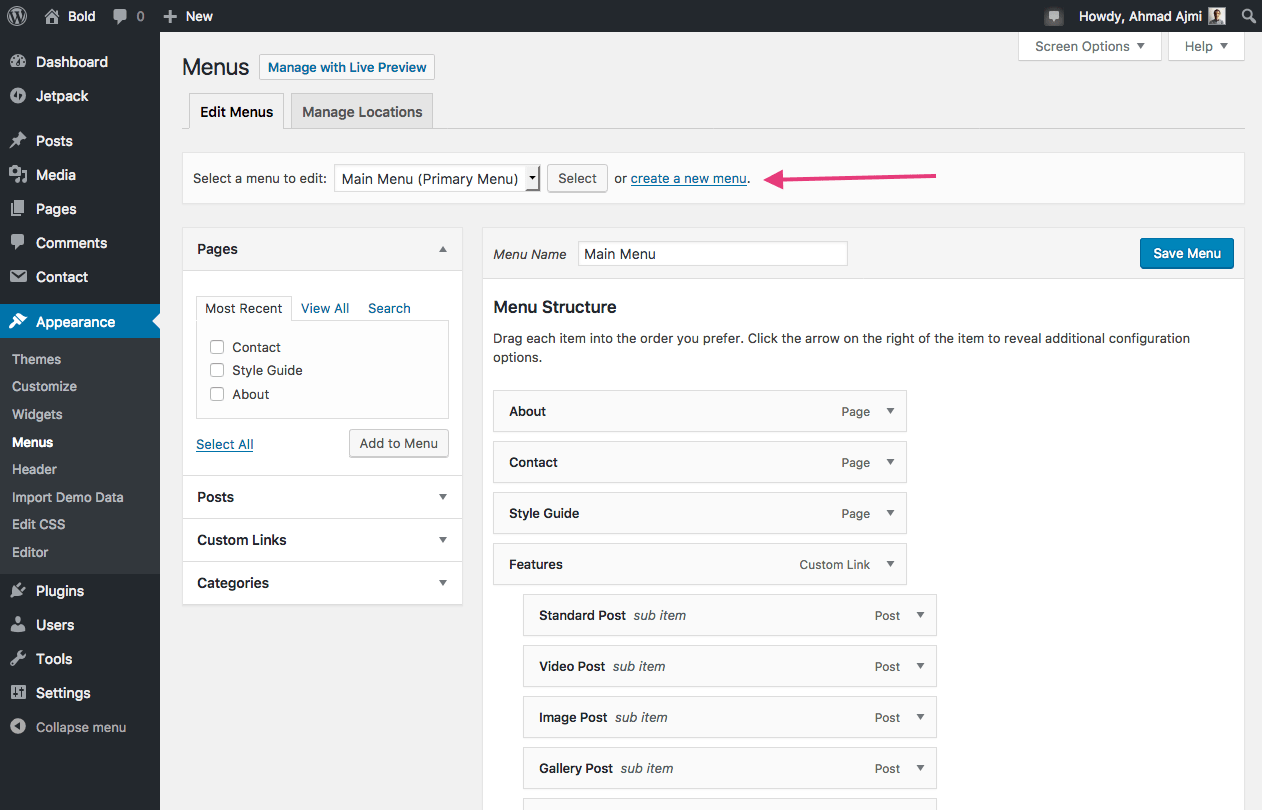 Bold 0 New Howdy, Ahmad Ajmi
Screen Options Help
Dashboard
Jetpack
Posts
Media
Pages
Comments
Contact
Appearance
Themes
Customize
Widgets
Menus
Header
Import Demo Data
Edit CSS
Editor
Plugins
Users
Tools
Settings
Collapse menu
Menus Manage with Live Preview
Edit Menus Manage Locations
Select a menu to edit: Main Menu (Primary Menu) Select or create a new menu.
Pages
Most Recent View All Search
Contact
Style Guide
About
Select All Add to Menu
Posts
Custom Links
Categories
Menu Name Main Menu Save Menu
Menu Structure
Drag each item into the order you prefer. Click the arrow on the right of the item to reveal additional configuration
options.
About Page
Contact Page
Style Guide Page
Features Custom Link
Standard Post sub item Post
Video Post sub item Post
Image Post sub item Post
Gallery Post sub item Post